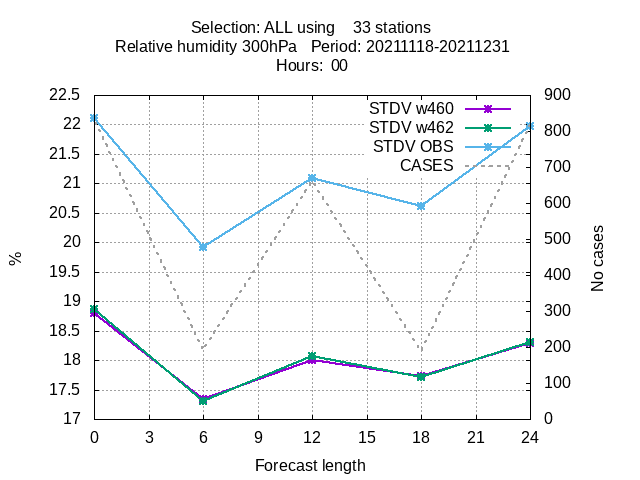 Selection: ALL using    33 stations
Relative humidity 300hPa   Period: 20211118-20211231
Hours:  00
STDV w460
STDV w462
STDV OBS
CASES
22.5
22
21.5
21
20.5
20
19.5
19
18.5
18
17.5
17
%
900
800
700
600
500
400
300
200
100
0
No cases
0 3 6 9 12 15 18 21 24
Forecast length